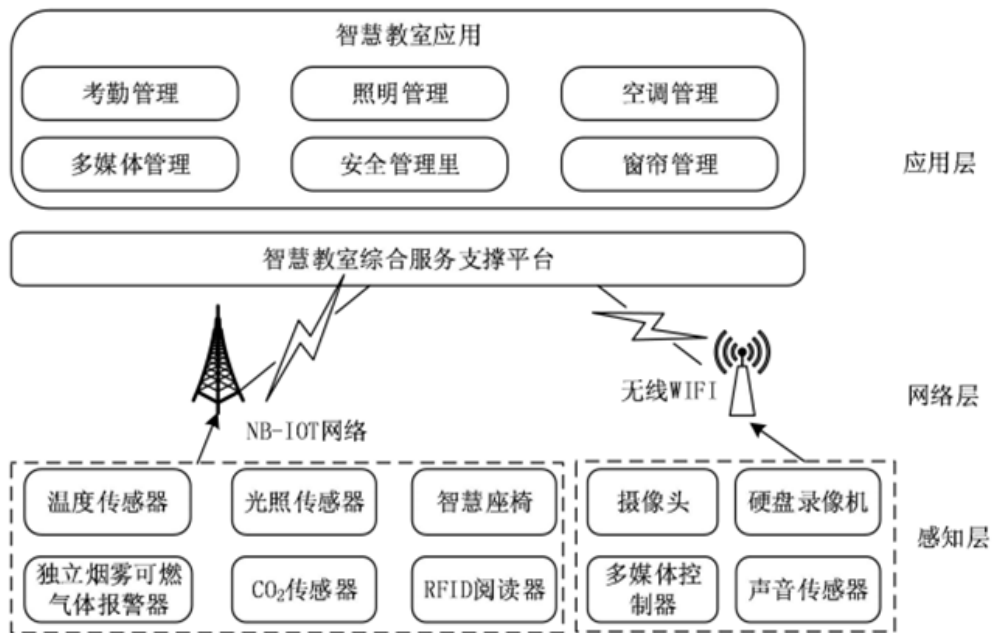 智慧教室应用
考勤管理
照明管理
空调管理
多媒体管理
安全管理里
窗帘管理
应用层
智慧教室综合服务支撑平台
无线WIFI
网络层
NB-IOT网络
温度传感器
光照传感器
智慧座椅
摄像头
硬盘录像机
感知层
独立烟雾可燃
气体报警器
CO₂传感器
RFID阅读器
多媒体控
制器
声音传感器